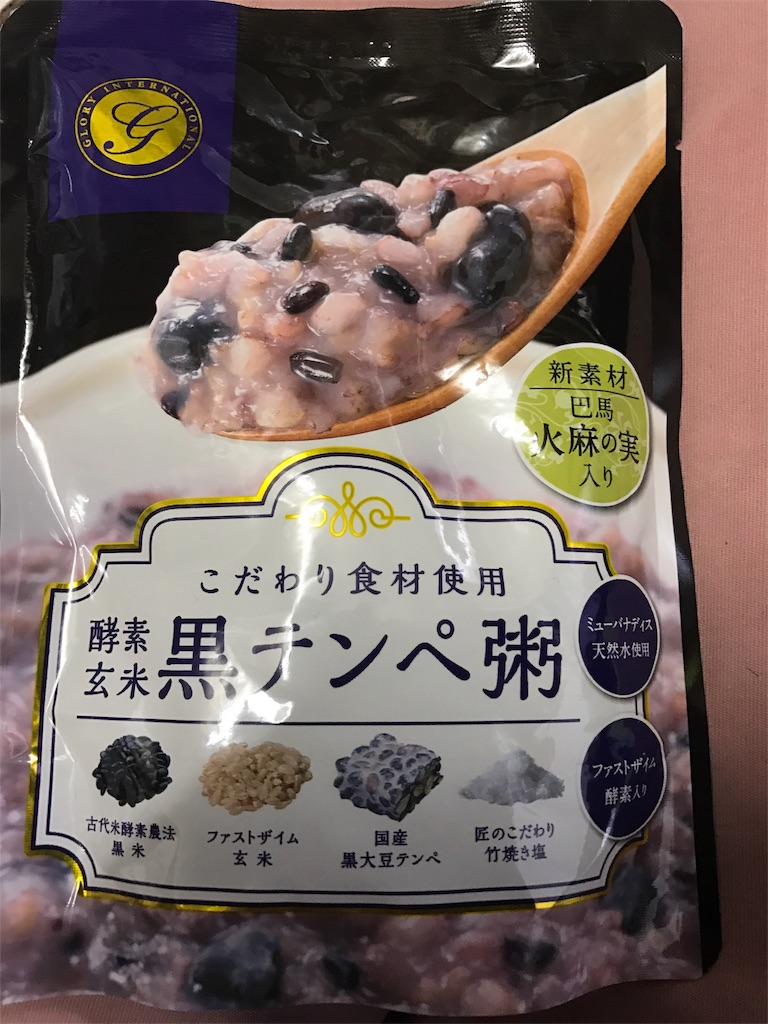 GLORY INTERNATIONAL
G
新素材
巴馬
火麻の実
入り
こだわり食材使用
酵素
玄米
黒テンペ粥
ミューバナディス
天然水使用
ファストザイム
酵素入り
古代米酵素農法
黒米
ファストザイム
玄米
国産
黒大豆テンペ
匠のこだわり
竹焼き塩